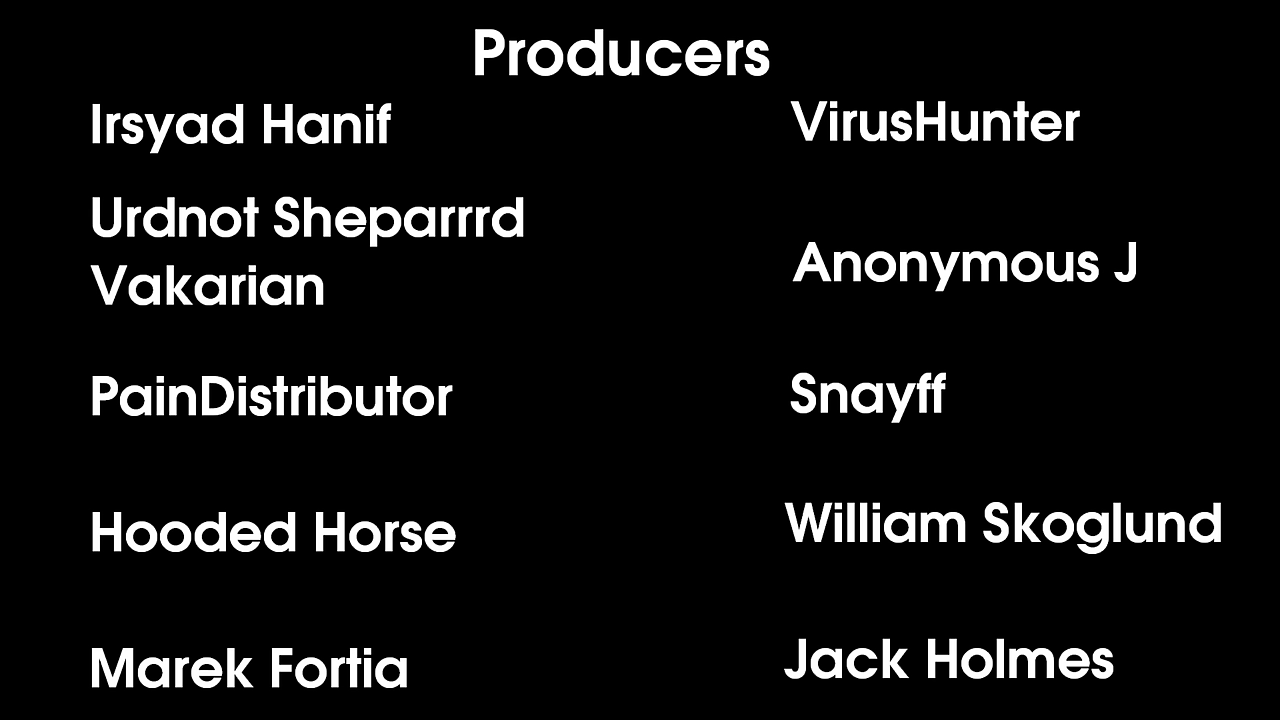 Producers
Irsyad Hanif
VirusHunter
Urdnot Sheparrrd
Vakarian
Anonymous J
PainDistributor
Snayff
Hooded Horse
William Skoglund
Marek Fortia
Jack Holmes